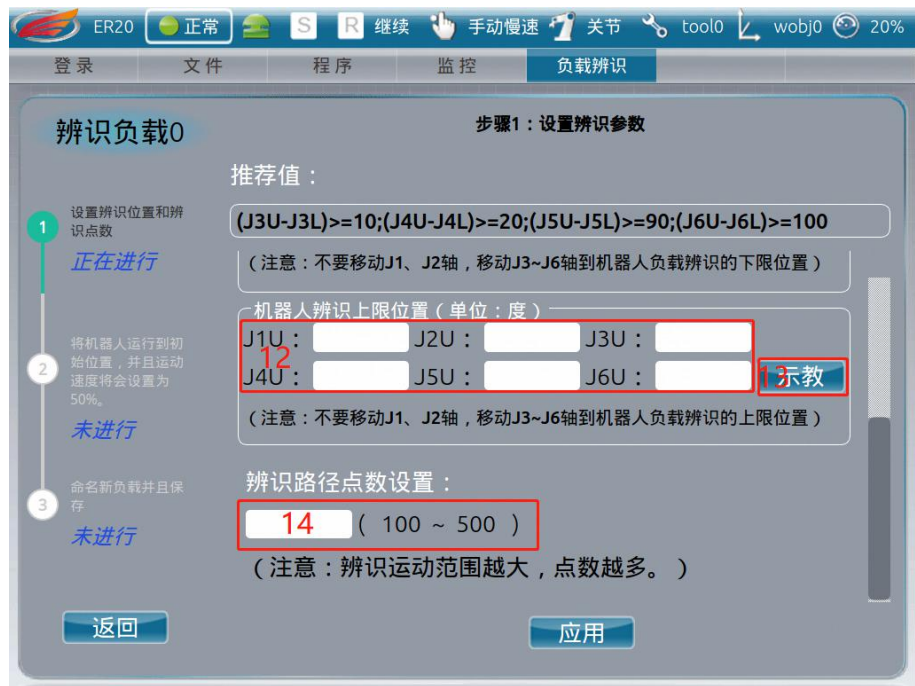 ER20 正常 S R 继续 手动慢速 关节 tool0 wobj0 20%
登录 文件 程序 监控 负载辨识
辨识负载0
步骤1：设置辨识参数
推荐值：
(J3U-J3L)>=10;(J4U-J4L)>=20;(J5U-J5L)>=90;(J6U-J6L)>=100
1
设置辨识位置和辨
识点数
正在进行
（注意：不要移动J1、J2轴，移动J3~J6轴到机器人负载辨识的下限位置）
机器人辨识上限位置（单位：度）
J1U： J2U： J3U：
12
J4U： J5U： J6U：
13 示教
（注意：不要移动J1、J2轴，移动J3~J6轴到机器人负载辨识的上限位置）
2
将机器人运行到初
始位置，并且运动
速度将会设置为
50%。
未进行
辨识路径点数设置：
14 （ 100 ~ 500 ）
（注意：辨识运动范围越大，点数越多。）
3
命名新负载并且保
存
未进行
返回
应用